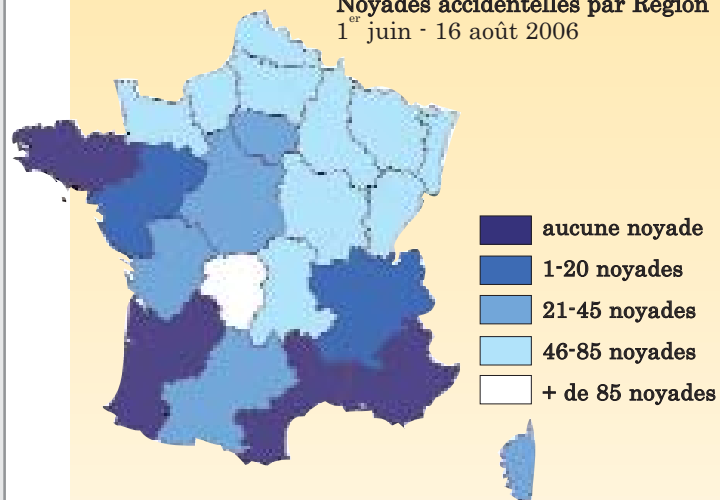 Noyades accidentelles par Région
1er juin - 16 août 2006
aucune noyade
1-20 noyades
21-45 noyades
46-85 noyades
+ de 85 noyades